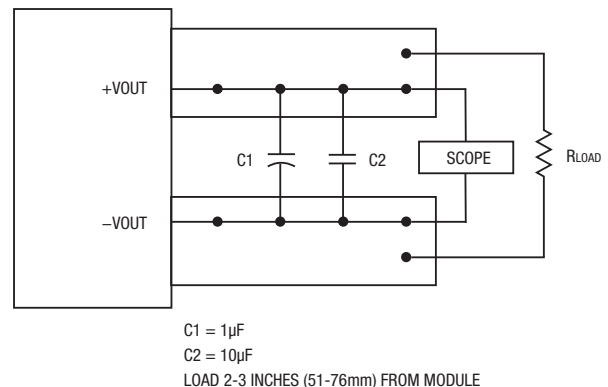 +VOUT
C1
C2
SCOPE
RLOAD
−VOUT
C1 = 1µF
C2 = 10µF
LOAD 2-3 INCHES (51-76mm) FROM MODULE